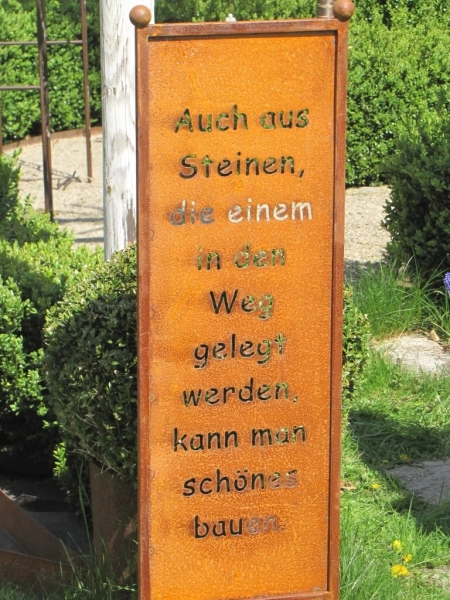 Auch aus
Steinen,
die einem
in den
Weg
gelegt
werden,
kann man
schönes
bauen.